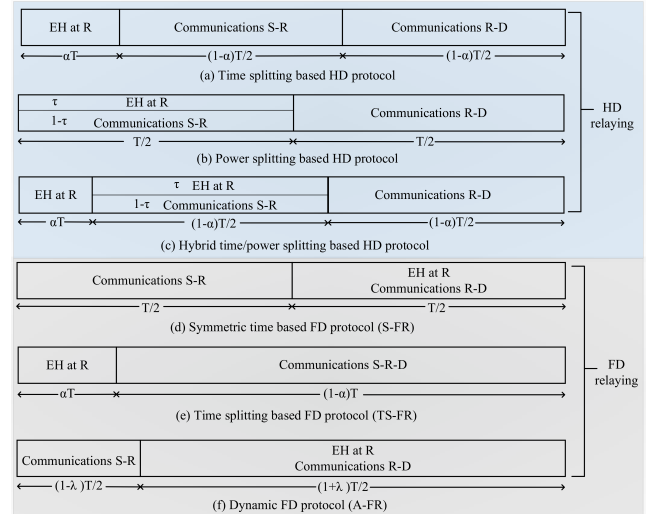 EH at R Communications S-R Communications R-D
αT (1-α)T/2 (1-α)T/2
(a) Time splitting based HD protocol
τ EH at R
1-τ Communications S-R
Communications R-D
T/2 T/2
(b) Power splitting based HD protocol
HD
relaying
EH at R
τ EH at R
1-τ Communications S-R
Communications R-D
αT (1-α)T/2 (1-α)T/2
(c) Hybrid time/power splitting based HD protocol
Communications S-R
EH at R
Communications R-D
T/2 T/2
(d) Symmetric time based FD protocol (S-FR)
EH at R Communications S-R-D
αT (1-α)T
(e) Time splitting based FD protocol (TS-FR)
FD
relaying
Communications S-R
EH at R
Communications R-D
(1-λ )T/2 (1+λ )T/2
(f) Dynamic FD protocol (A-FR)